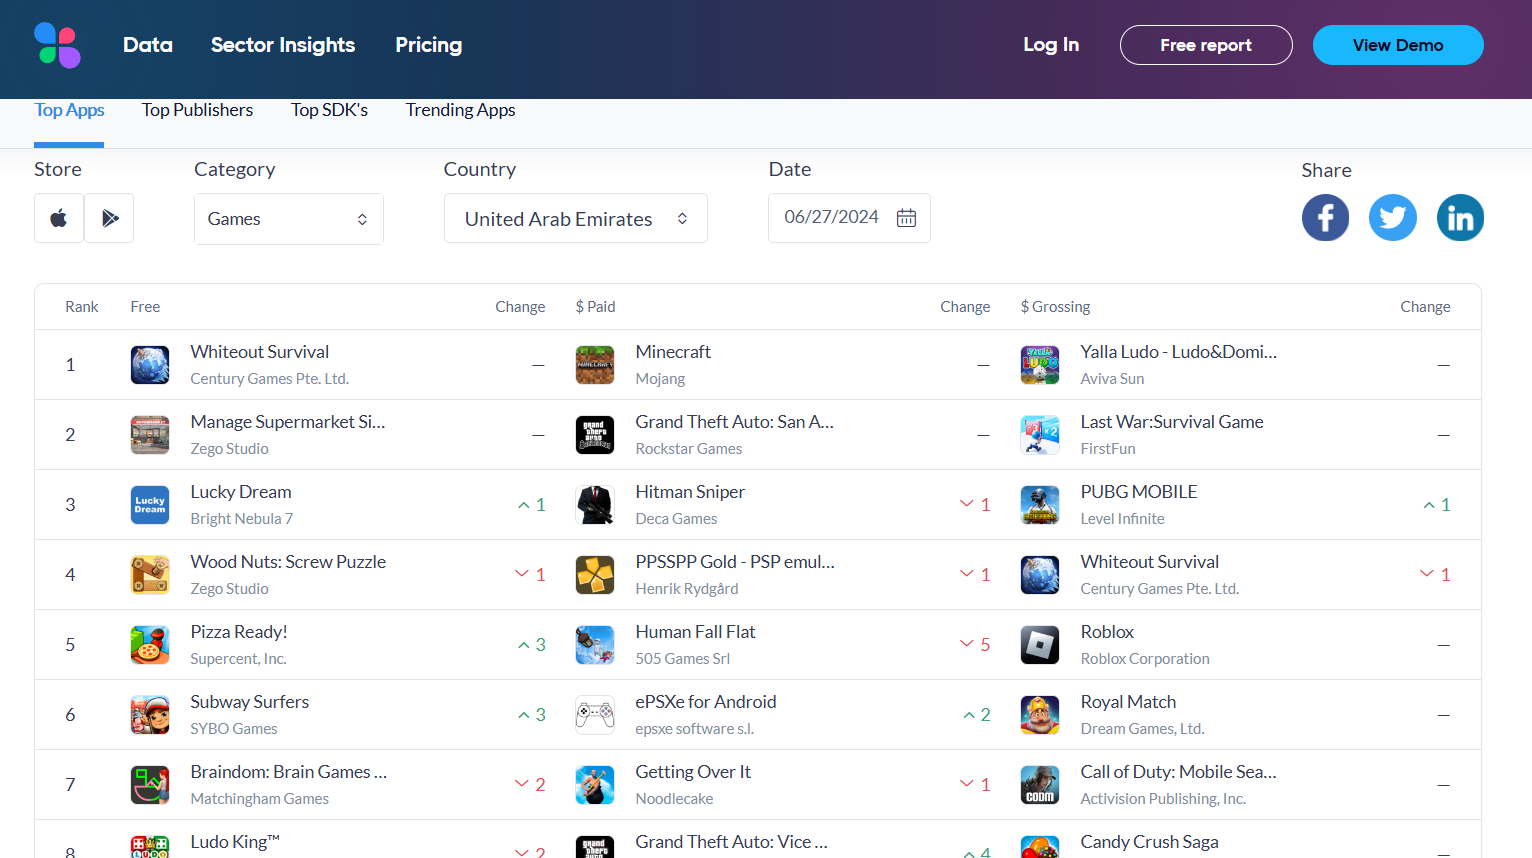 Data Sector Insights Pricing Log In Free report View Demo
Top Apps Top Publishers Top SDK's Trending Apps
Store Category Country Date Share
Games United Arab Emirates 06/27/2024
Rank Free Change $ Paid Change $ Grossing Change
1 Whiteout Survival — Minecraft — Yalla Ludo - Ludo&Domi... —
Century Games Pte. Ltd. Mojang Aviva Sun
2 Manage Supermarket Si... — Grand Theft Auto: San A... — Last War:Survival Game —
Zego Studio Rockstar Games FirstFun
3 Lucky Dream 1 Hitman Sniper 1 PUBG MOBILE 1
Bright Nebula 7 Deca Games Level Infinite
4 Wood Nuts: Screw Puzzle 1 PPSSPP Gold - PSP emul... 1 Whiteout Survival 1
Zego Studio Henrik Rydgård Century Games Pte. Ltd.
5 Pizza Ready! 3 Human Fall Flat 5 Roblox —
Supercent, Inc. 505 Games Srl Roblox Corporation
6 Subway Surfers 3 ePSXe for Android 2 Royal Match —
SYBO Games epsxe software s.l. Dream Games, Ltd.
7 Braindom: Brain Games ... 2 Getting Over It 1 Call of Duty: Mobile Sea... —
Matchingham Games Noodlecake Activision Publishing, Inc.
8 Ludo King™ 2 Grand Theft Auto: Vice ... 4 Candy Crush Saga —